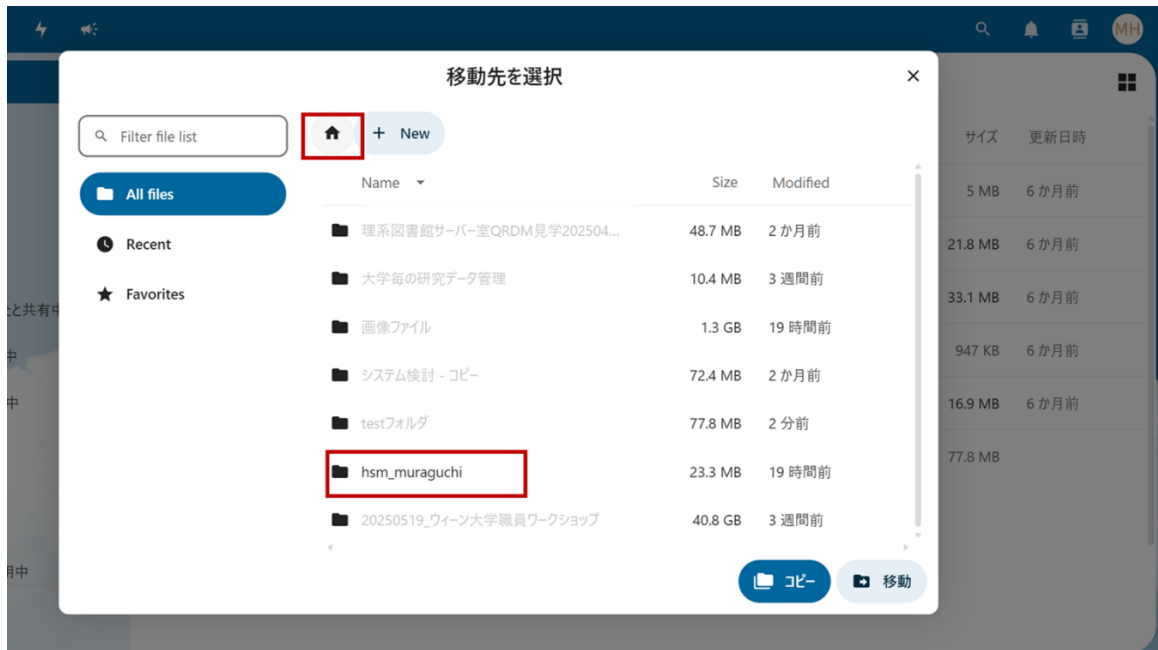 MH
移動先を選択
Filter file list
New
All files
Recent
Favorites
Name Size Modified
理系図書館サーバー室QRDM見学202504... 48.7 MB 2 か月前
大学毎の研究データ管理 10.4 MB 3 週間前
画像ファイル 1.3 GB 19 時間前
システム検討 - コピー 72.4 MB 2 か月前
testフォルダ 77.8 MB 2 分前
hsm_muraguchi 23.3 MB 19 時間前
20250519_ウィーン大学職員ワークショップ 40.8 GB 3 週間前
コピー 移動
サイズ 更新日時
5 MB 6 か月前
21.8 MB 6 か月前
33.1 MB 6 か月前
947 KB 6 か月前
16.9 MB 6 か月前
77.8 MB
と共有中
中
中
用中